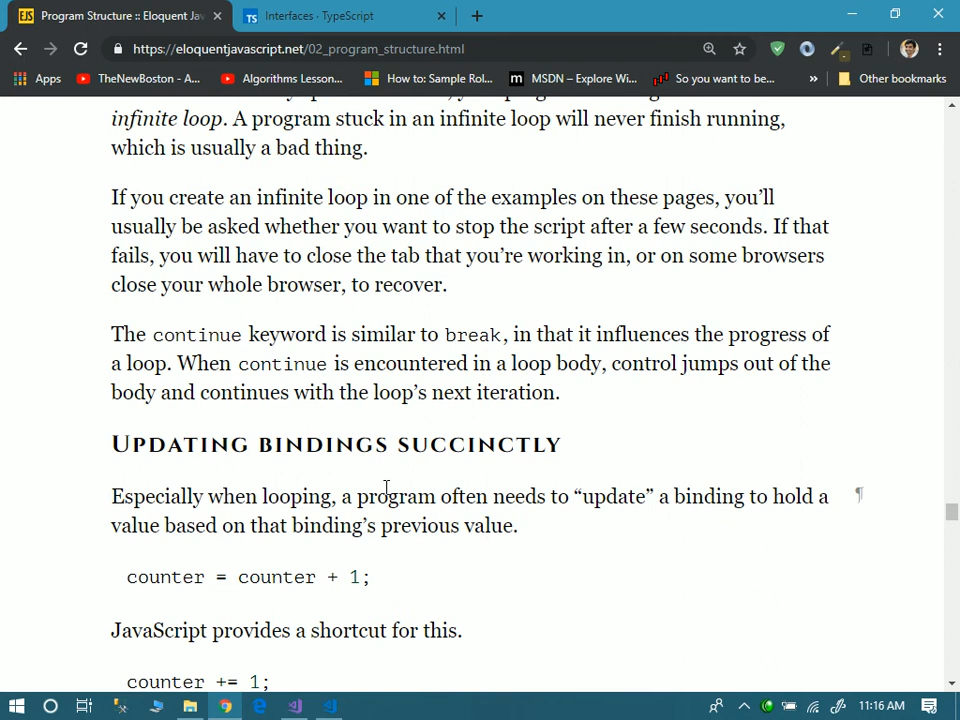 EJS Program Structure :: Eloquent Jav
TS Interfaces · TypeScript
https://eloquentjavascript.net/02_program_structure.html
Apps TheNewBoston - A... Algorithms Lesson... How to: Sample Rol... m MSDN – Explore Wi... So you want to be... » Other bookmarks
infinite loop. A program stuck in an infinite loop will never finish running,
which is usually a bad thing.
If you create an infinite loop in one of the examples on these pages, you’ll
usually be asked whether you want to stop the script after a few seconds. If that
fails, you will have to close the tab that you’re working in, or on some browsers
close your whole browser, to recover.
The continue keyword is similar to break, in that it influences the progress of
a loop. When continue is encountered in a loop body, control jumps out of the
body and continues with the loop’s next iteration.
Updating bindings succinctly
Especially when looping, a program often needs to “update” a binding to hold a ¶
value based on that binding’s previous value.
counter = counter + 1;
JavaScript provides a shortcut for this.
counter += 1;
11:16 AM